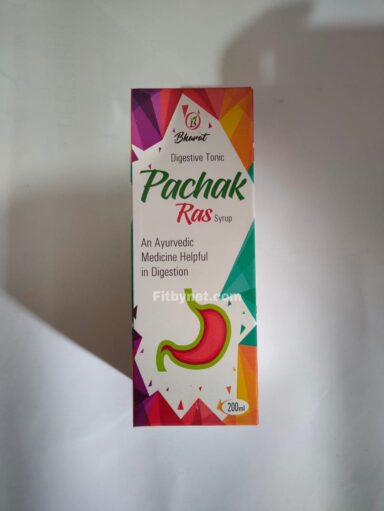 B
Bharat
Digestive Tonic
Pachak
Ras Syrup
An Ayurvedic
Medicine Helpful
in Digestion
Fitbynet.com
200ml